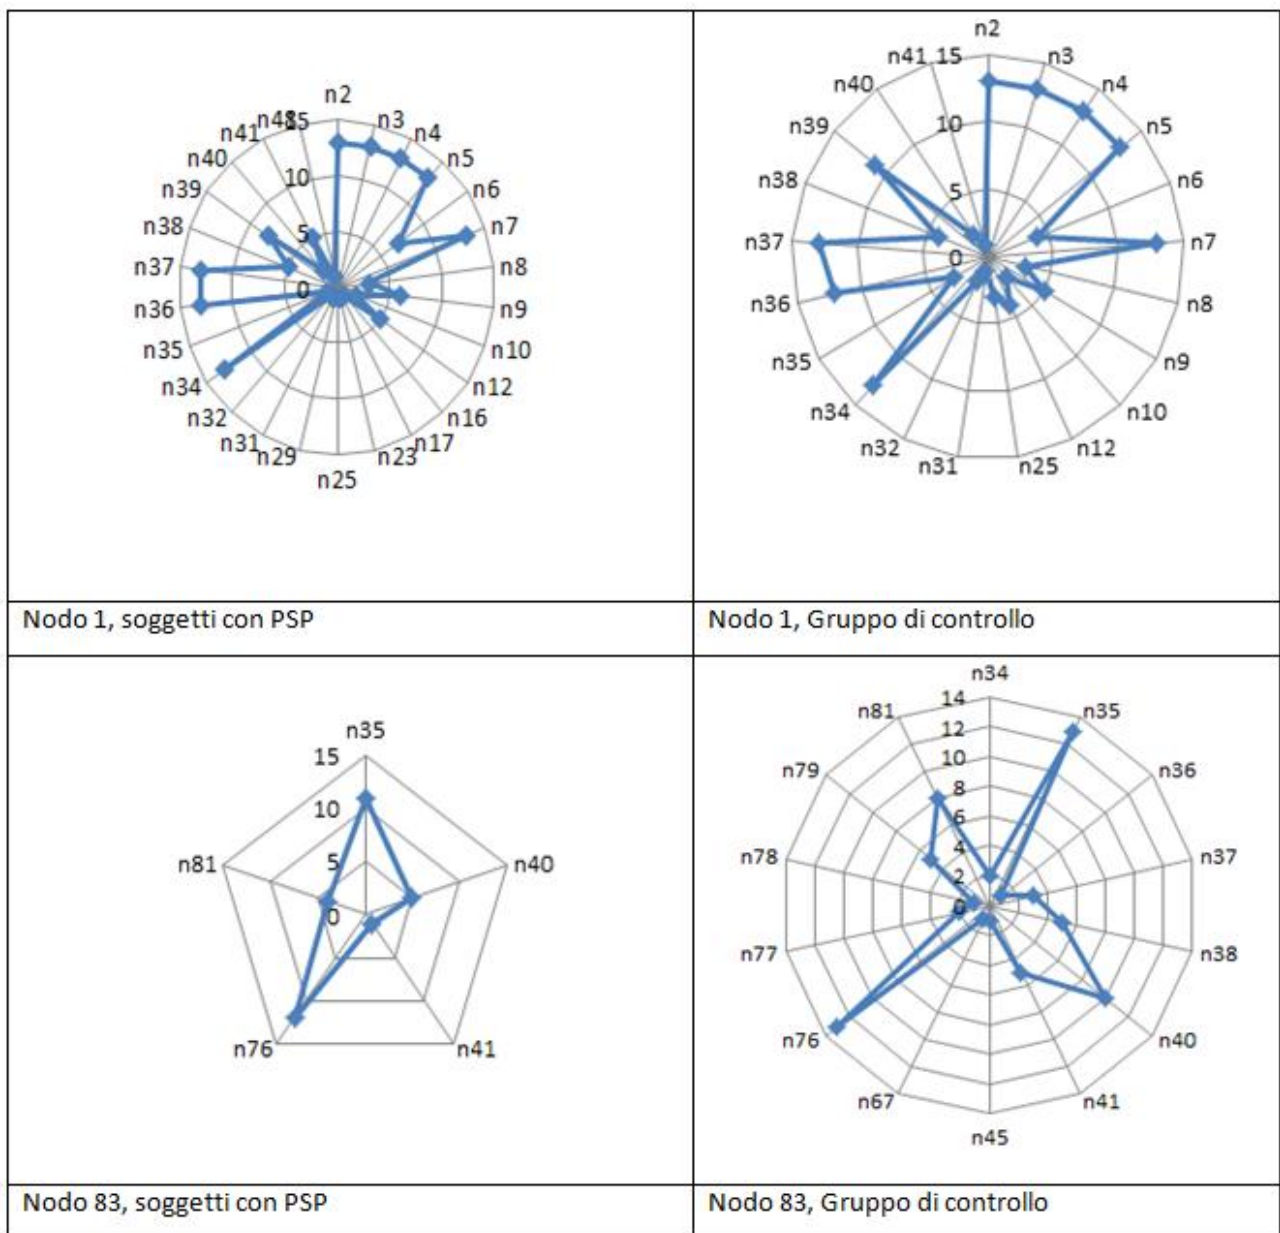 n2
n3
n4
n5
n6
n7
n8
n9
n10
n12
n16
n17
n23
n25
n29
n31
n32
n34
n35
n36
n37
n38
n39
n40
n41
15
10
5
0
n2
n3
n4
n5
n6
n7
n8
n9
n10
n12
n25
n31
n32
n34
n35
n36
n37
n38
n39
n40
n41
15
10
5
0
Nodo 1, soggetti con PSP
Nodo 1, Gruppo di controllo
n35
n40
n41
n76
n81
15
10
5
0
n34
n35
n36
n37
n38
n40
n41
n45
n67
n76
n77
n78
n79
n81
14
12
10
8
6
4
2
0
Nodo 83, soggetti con PSP
Nodo 83, Gruppo di controllo